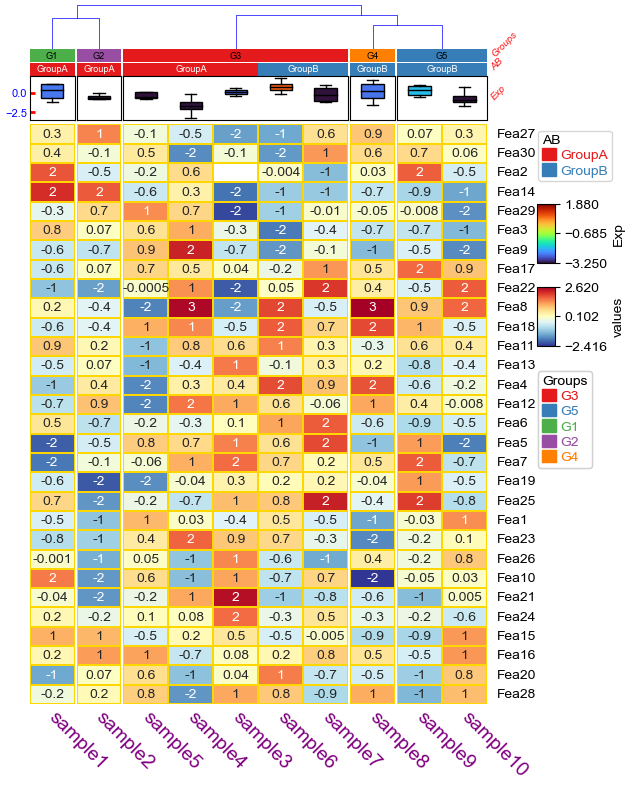 G1 G2 G3 G4 G5 Groups
GroupA GroupA GroupA GroupB GroupB GroupB AB
0.0
−2.5
Exp
0.3 1 -0.1 -0.5 -2 -1 0.6 0.9 0.07 0.3 Fea27
0.4 -0.1 0.5 -2 -0.1 -2 1 0.6 0.7 0.06 Fea30
2 -0.5 -0.2 0.6 -0.004 -1 0.03 2 -0.5 Fea2
2 2 -0.6 0.3 -2 -1 -1 -0.7 -0.9 -1 Fea14
-0.3 0.7 1 0.7 -2 -1 -0.01 -0.05 -0.008 -2 Fea29
0.8 0.07 0.6 1 -0.3 -2 -0.4 -0.7 -0.7 -1 Fea3
-0.6 -0.7 0.9 2 -0.7 -2 -0.1 -1 -0.5 -2 Fea9
-0.6 0.07 0.7 0.5 0.04 -0.2 1 0.5 2 0.9 Fea17
-1 -2 -0.0005 1 -2 0.05 2 0.4 -0.5 2 Fea22
0.2 -0.4 -2 3 -2 2 -0.5 3 0.9 2 Fea8
-0.6 -0.4 1 1 -0.5 2 0.7 2 1 -0.5 Fea18
0.9 0.2 -1 0.8 0.6 1 0.3 -0.3 0.6 0.4 Fea11
-0.5 0.07 -1 -0.4 1 -0.1 0.3 0.2 -0.8 -0.4 Fea13
-1 0.4 -2 0.3 0.4 2 0.9 2 -0.6 -0.2 Fea4
-0.7 0.9 -2 2 1 0.6 -0.06 1 0.4 -0.008 Fea12
0.5 -0.7 -0.2 -0.3 0.1 1 2 -0.6 -0.9 -0.5 Fea6
-2 -0.5 0.8 0.7 1 0.6 2 -1 1 -2 Fea5
-2 -0.1 -0.06 1 2 0.7 0.2 0.5 2 -0.7 Fea7
-0.6 -2 -2 -0.04 0.3 0.2 0.2 -0.04 1 -0.5 Fea19
0.7 -2 -0.2 -0.7 1 0.8 2 -0.4 2 -0.8 Fea25
-0.5 -1 1 0.03 -0.4 0.5 -0.5 -1 -0.03 1 Fea1
-0.8 -1 0.4 2 0.9 0.7 -0.3 -2 -0.2 0.1 Fea23
-0.001 -1 0.05 -1 1 -0.6 -1 0.4 -0.2 0.8 Fea26
2 -2 0.6 -1 1 -0.7 0.7 -2 -0.05 0.03 Fea10
-0.04 -2 -0.2 1 2 -1 -0.8 -0.6 -1 0.005 Fea21
0.2 -0.2 0.1 0.08 2 -0.3 0.5 -0.3 -0.2 -0.6 Fea24
1 1 -0.5 0.2 0.5 -0.5 -0.005 -0.9 -0.9 1 Fea15
0.2 1 1 -0.7 0.08 0.2 0.8 0.5 -0.5 1 Fea16
-1 0.07 0.6 -1 0.04 1 -0.7 -0.5 -1 0.8 Fea20
-0.2 0.2 0.8 -2 1 0.8 -0.9 1 -1 1 Fea28
sample1 sample2 sample5 sample4 sample3 sample6 sample7 sample8 sample9 sample10
AB
GroupA
GroupB
1.880
−0.685
−3.250
Exp
2.620
0.102
−2.416
values
Groups
G3
G5
G1
G2
G4